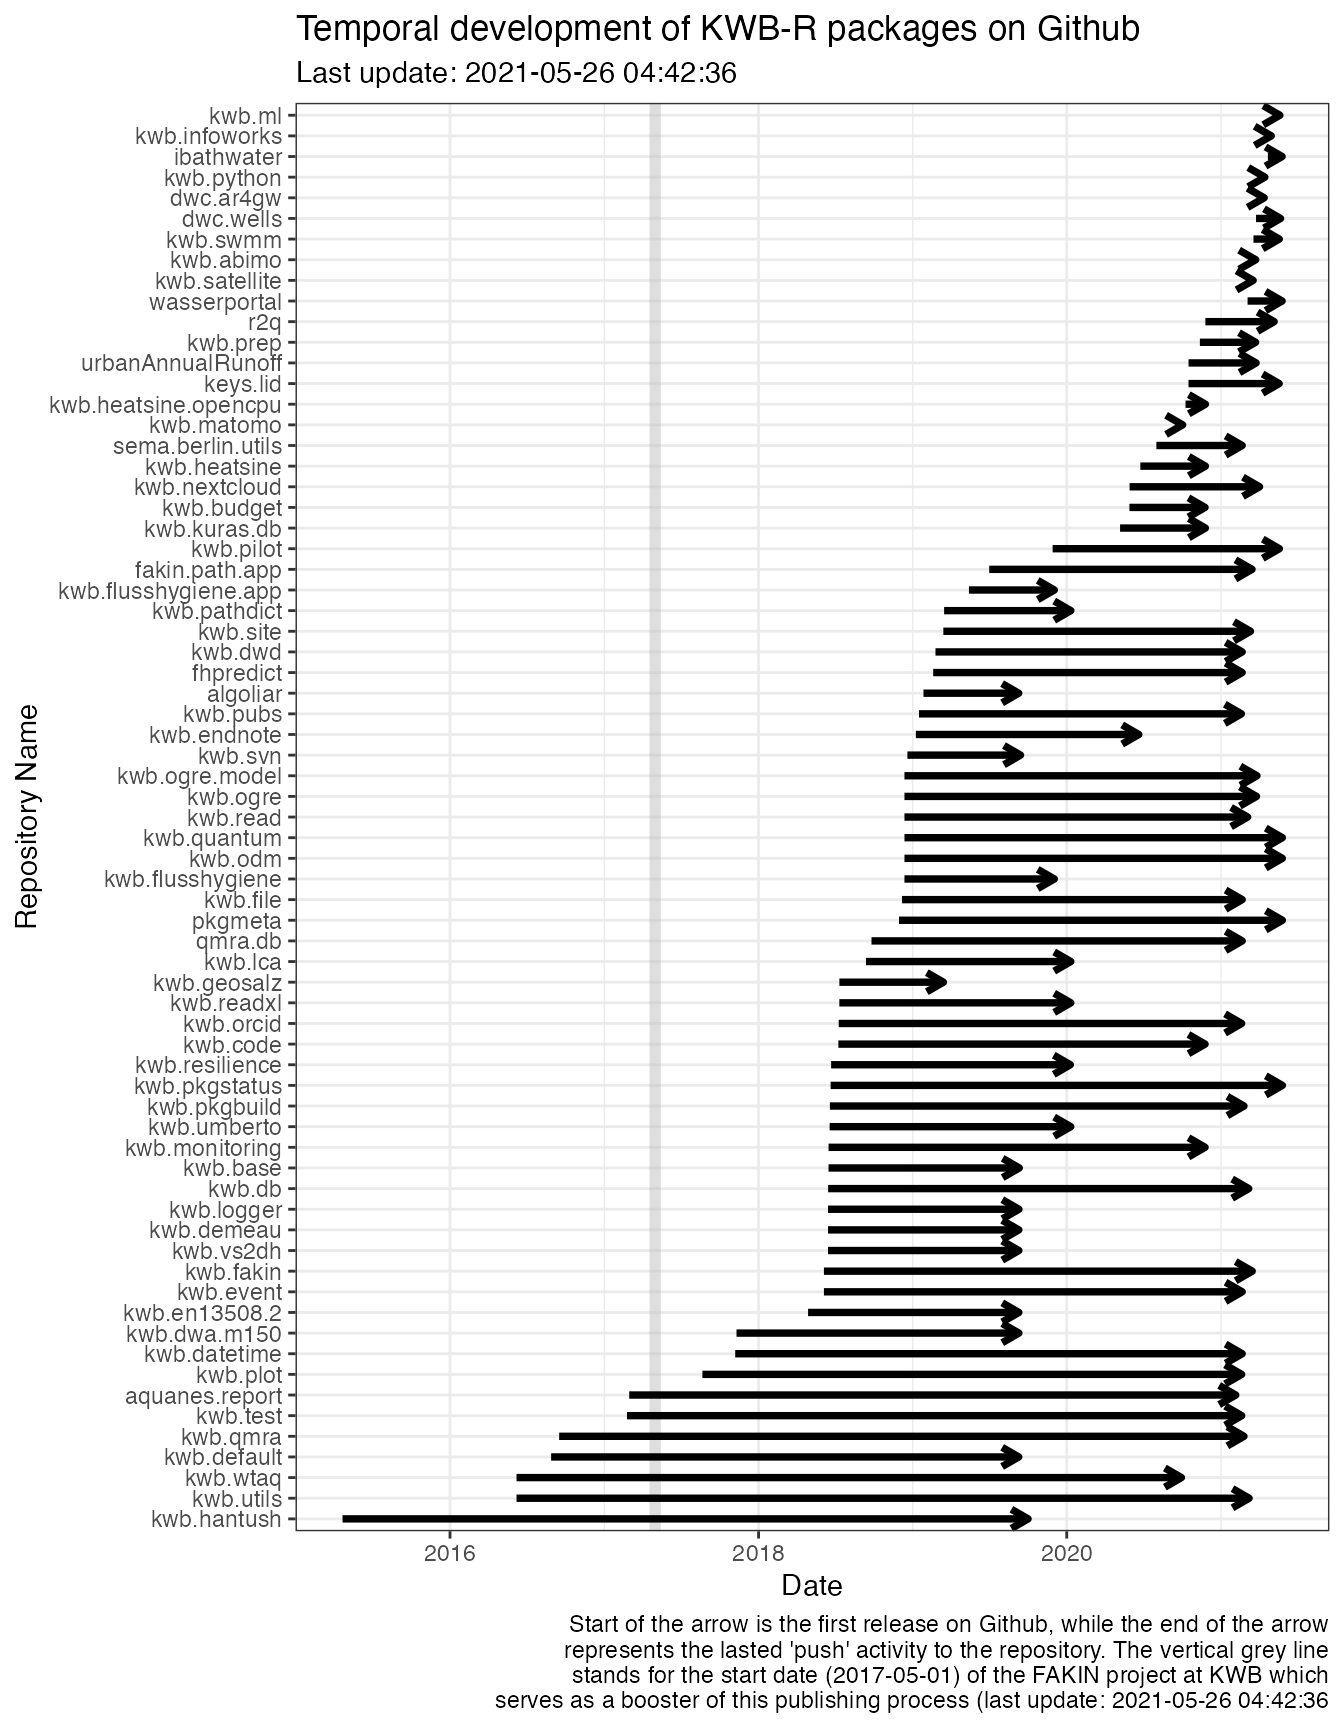 Temporal development of KWB-R packages on Github
Last update: 2021-05-26 04:42:36
kwb.ml
kwb.infoworks
ibathwater
kwb.python
dwc.ar4gw
dwc.wells
kwb.swmm
kwb.abimo
kwb.satellite
wasserportal
r2q
kwb.prep
urbanAnnualRunoff
keys.lid
kwb.heatsine.opencpu
kwb.matomo
sema.berlin.utils
kwb.heatsine
kwb.nextcloud
kwb.budget
kwb.kuras.db
kwb.pilot
fakin.path.app
kwb.flusshygiene.app
kwb.pathdict
kwb.site
kwb.dwd
fhpredict
algoliar
kwb.pubs
kwb.endnote
kwb.svn
kwb.ogre.model
kwb.ogre
kwb.read
kwb.quantum
kwb.odm
kwb.flusshygiene
kwb.file
pkgmeta
qmra.db
kwb.lca
kwb.geosalz
kwb.readxl
kwb.orcid
kwb.code
kwb.resilience
kwb.pkgstatus
kwb.pkgbuild
kwb.umberto
kwb.monitoring
kwb.base
kwb.db
kwb.logger
kwb.demeau
kwb.vs2dh
kwb.fakin
kwb.event
kwb.en13508.2
kwb.dwa.m150
kwb.datetime
kwb.plot
aquanes.report
kwb.test
kwb.qmra
kwb.default
kwb.wtaq
kwb.utils
kwb.hantush
Repository Name
2016
2018
2020
Date
Start of the arrow is the first release on Github, while the end of the arrow
represents the lasted 'push' activity to the repository. The vertical grey line
stands for the start date (2017-05-01) of the FAKIN project at KWB which
serves as a booster of this publishing process (last update: 2021-05-26 04:42:36